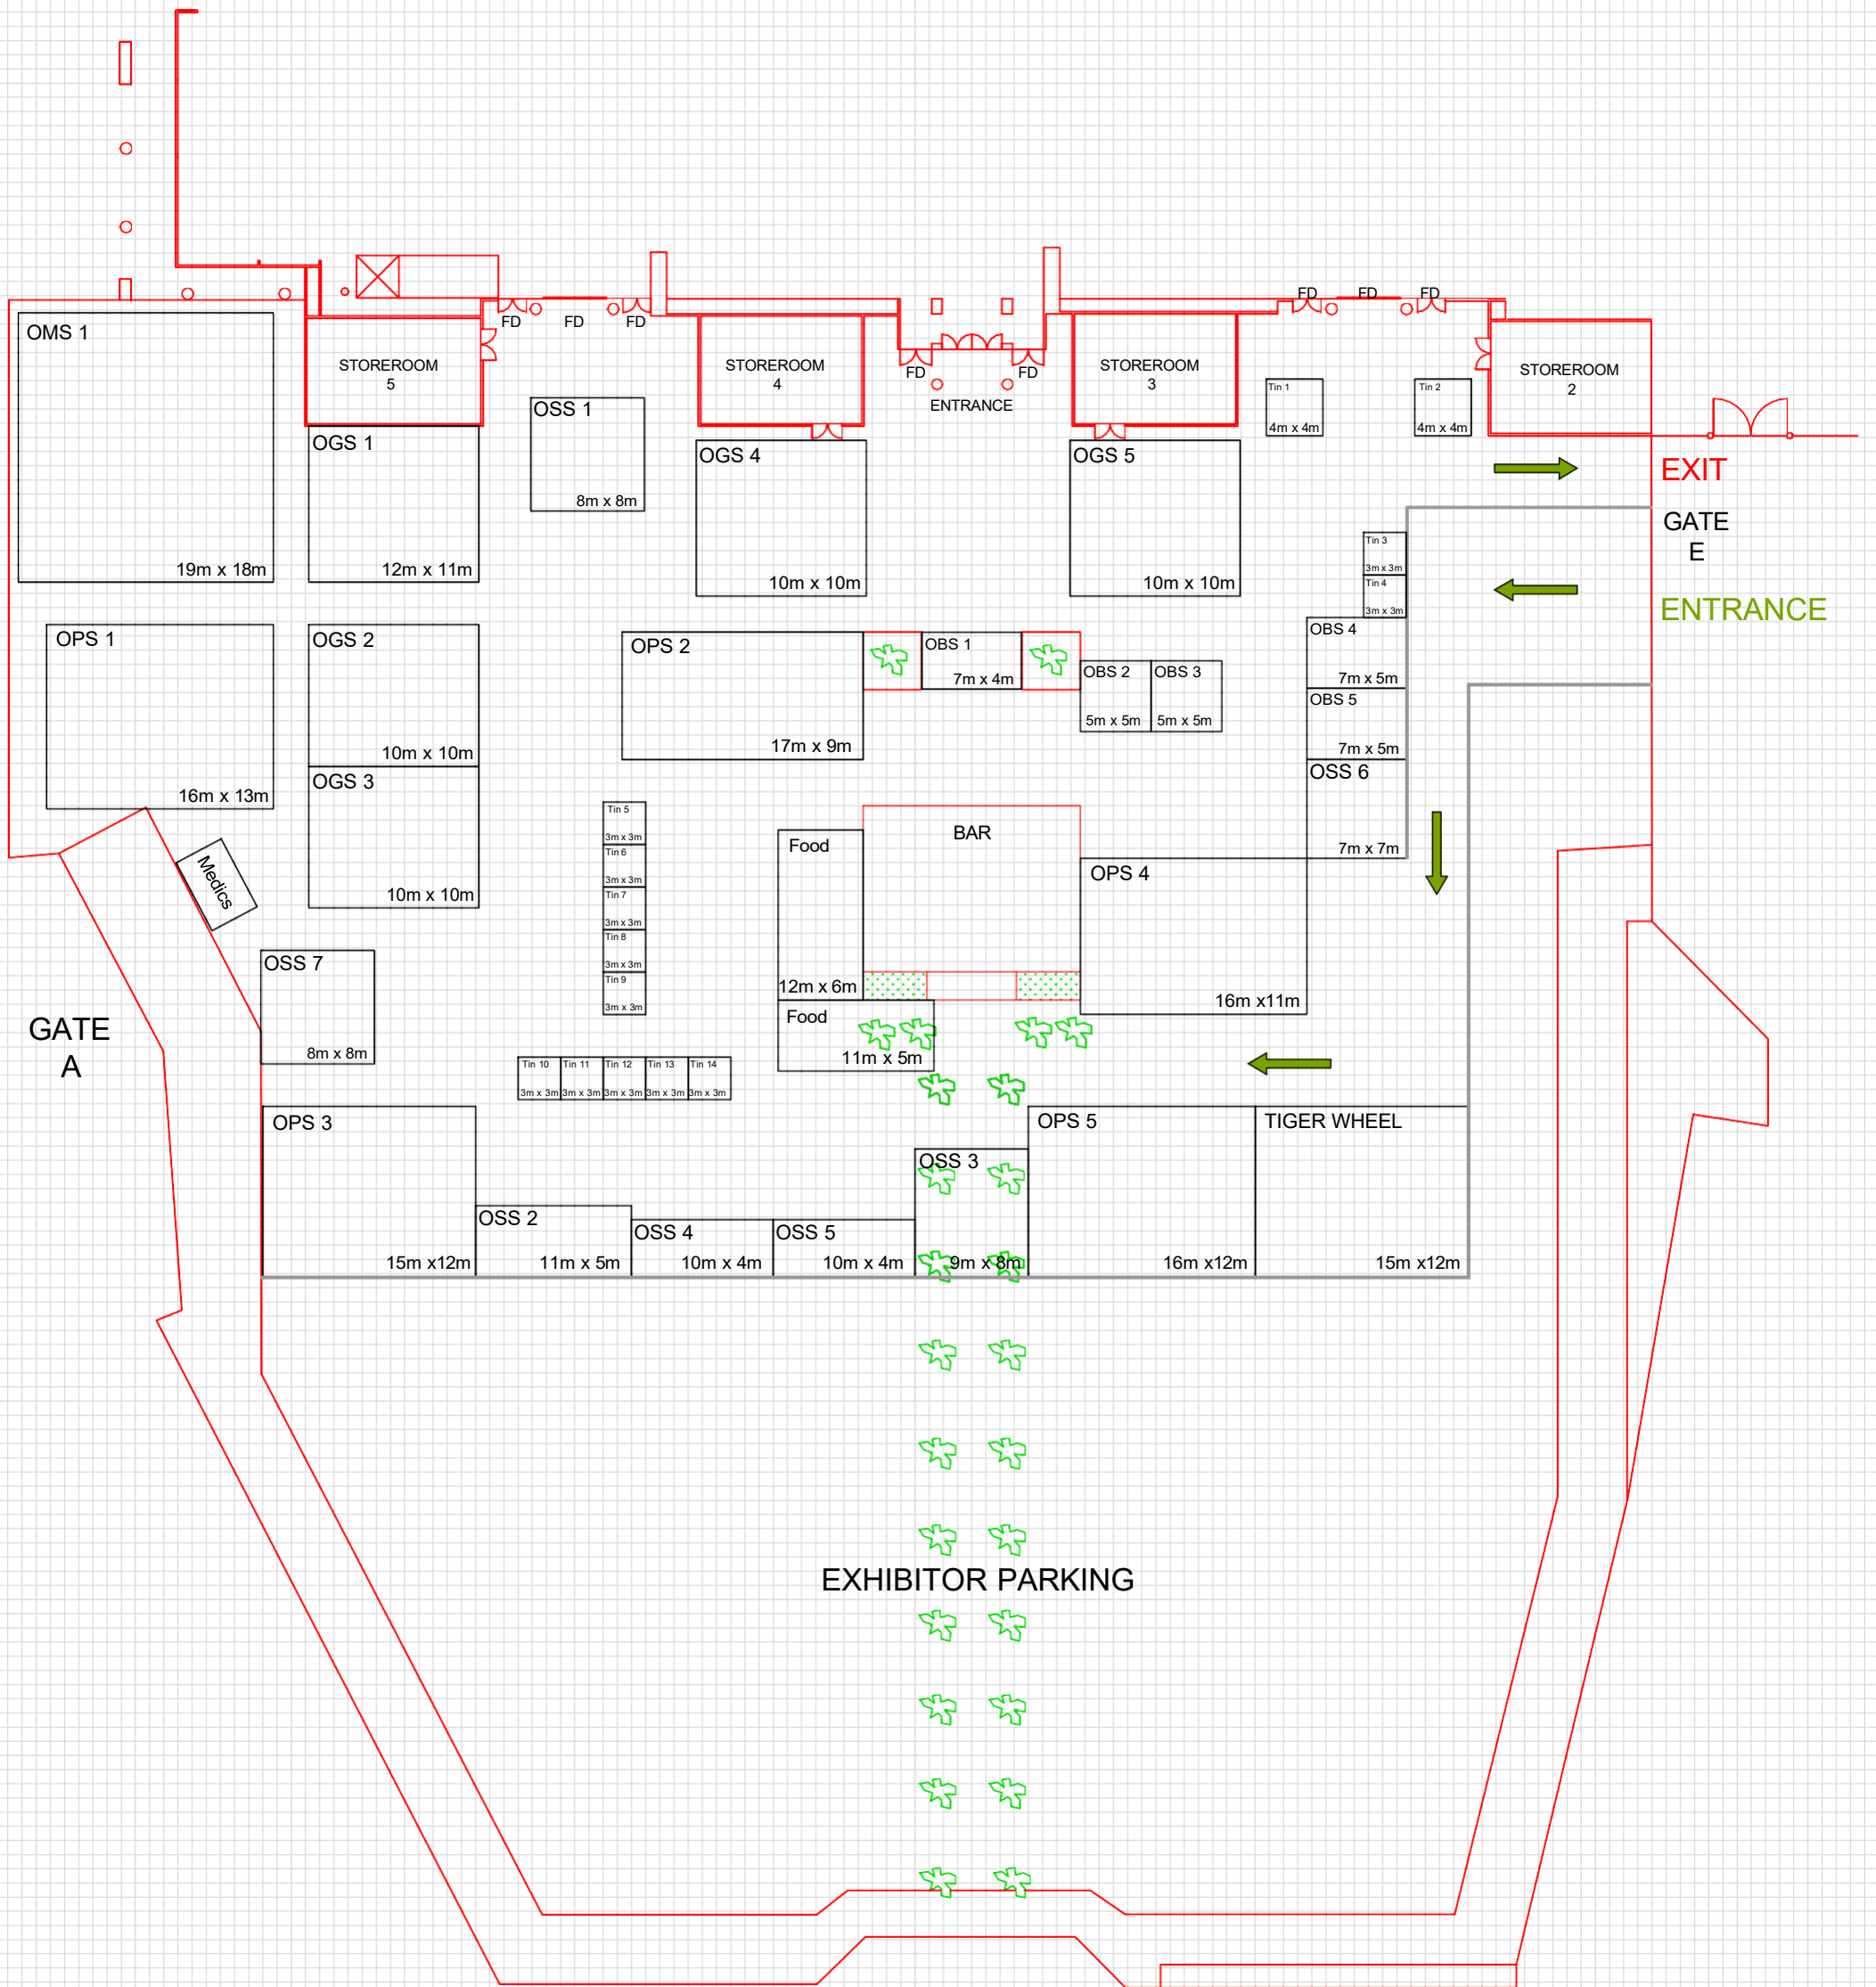 FD
FD
FD
OMS 1
FD
FD
FD
STOREROOM
5
STOREROOM
4
FD
FD
STOREROOM
3
STOREROOM
2
ENTRANCE
Tin 1
4m x 4m
Tin 2
4m x 4m
OSS 1
8m x 8m
OGS 1
12m x 11m
19m x 18m
OGS 4
10m x 10m
OGS 5
10m x 10m
EXIT
GATE
E
ENTRANCE
Tin 3
3m x 3m
Tin 4
3m x 3m
OPS 1
16m x 13m
OGS 2
10m x 10m
OGS 3
10m x 10m
OPS 2
17m x 9m
OBS 1
7m x 4m
OBS 2
5m x 5m
OBS 3
5m x 5m
OBS 4
7m x 5m
OBS 5
7m x 5m
OSS 6
7m x 7m
Medics
Tin 5
3m x 3m
Tin 6
3m x 3m
Tin 7
3m x 3m
Tin 8
3m x 3m
Tin 9
3m x 3m
Food
12m x 6m
BAR
OPS 4
16m x11m
OSS 7
8m x 8m
GATE
A
Food
11m x 5m
Tin 10
3m x 3m
Tin 11
3m x 3m
Tin 12
3m x 3m
Tin 13
3m x 3m
Tin 14
3m x 3m
OPS 3
15m x12m
OSS 2
11m x 5m
OSS 4
10m x 4m
OSS 5
10m x 4m
OSS 3
9m x 8m
OPS 5
16m x12m
TIGER WHEEL
15m x12m
EXHIBITOR PARKING